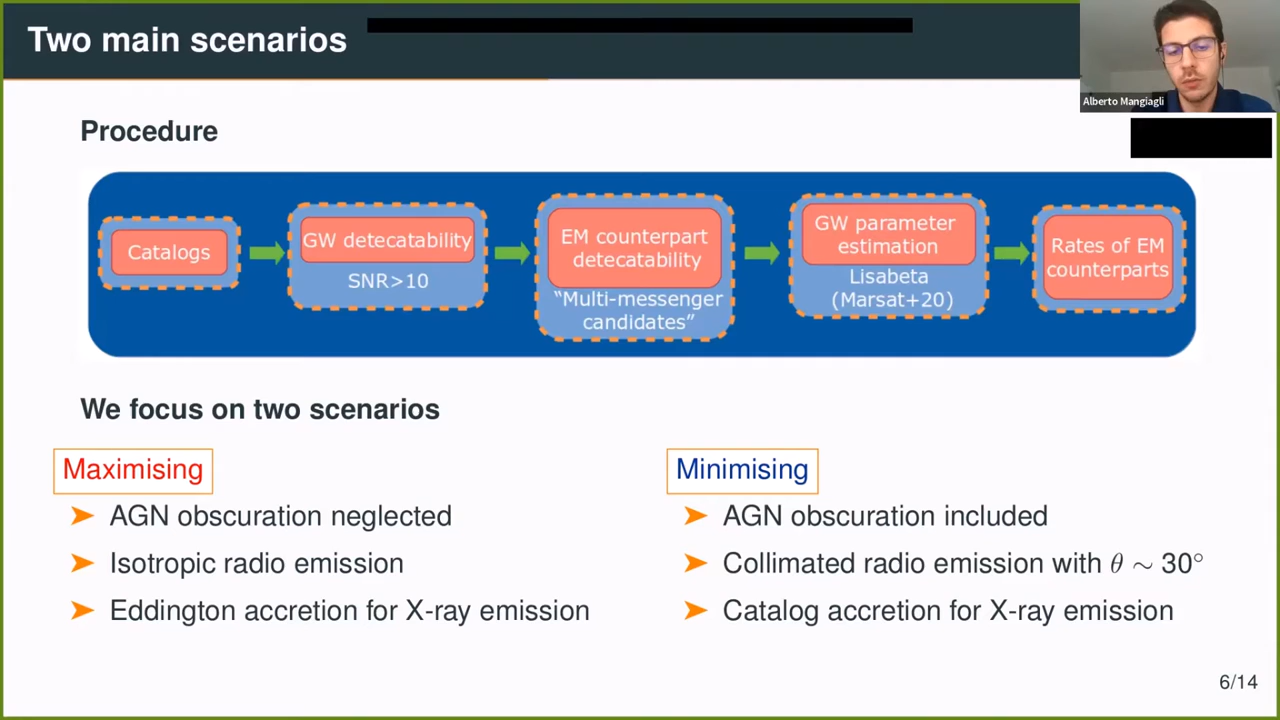 Two main scenarios
Alberto Mangiagli
Procedure
Catalogs
GW detecatability
SNR>10
EM counterpart
detecatability
“Multi-messenger
candidates”
GW parameter
estimation
Lisabeta
(Marsat+20)
Rates of EM
counterparts
We focus on two scenarios
Maximising
➤ AGN obscuration neglected
➤ Isotropic radio emission
➤ Eddington accretion for X-ray emission
Minimising
➤ AGN obscuration included
➤ Collimated radio emission with θ ∼ 30°
➤ Catalog accretion for X-ray emission
6/14